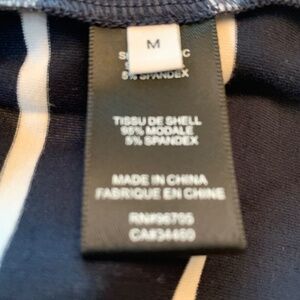 M
5% SPANDEX
TISSU DE SHELL
95% MODALE
5% SPANDEX
MADE IN CHINA
FABRIQUE EN CHINE
RN#96705
CA#34460